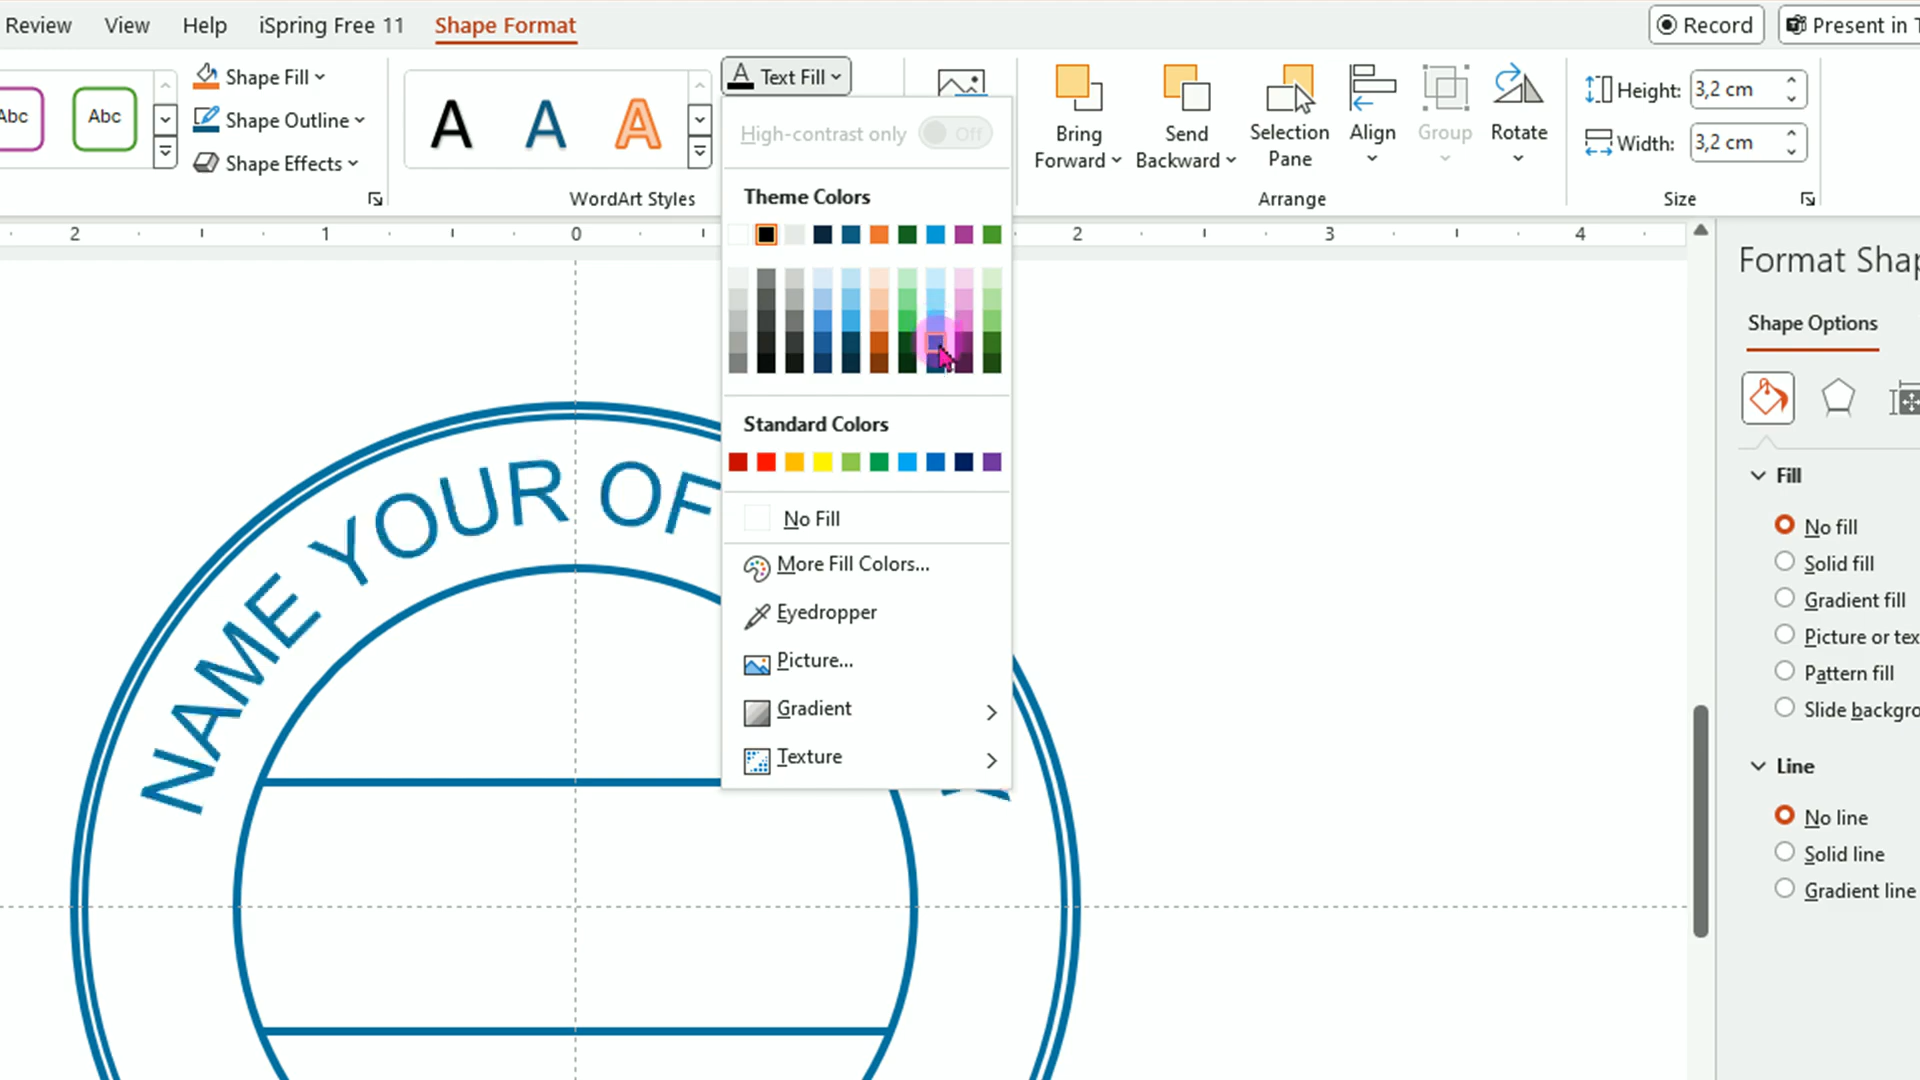 Review View Help iSpring Free 11 Shape Format Record Present in T
Abc Abc
Shape Fill
Shape Outline
Shape Effects
A A A
WordArt Styles
A Text Fill
Bring Forward
Send Backward
Selection Pane
Align
Group
Rotate
Arrange
Height: 3,2 cm
Width: 3,2 cm
Size
High-contrast only Off
Theme Colors
Standard Colors
No Fill
More Fill Colors...
Eyedropper
Picture...
Gradient
Texture
2 1 0 2 3 4
NAME YOUR OF
Format Shap
Shape Options
Fill
No fill
Solid fill
Gradient fill
Picture or tex
Pattern fill
Slide backgro
Line
No line
Solid line
Gradient line